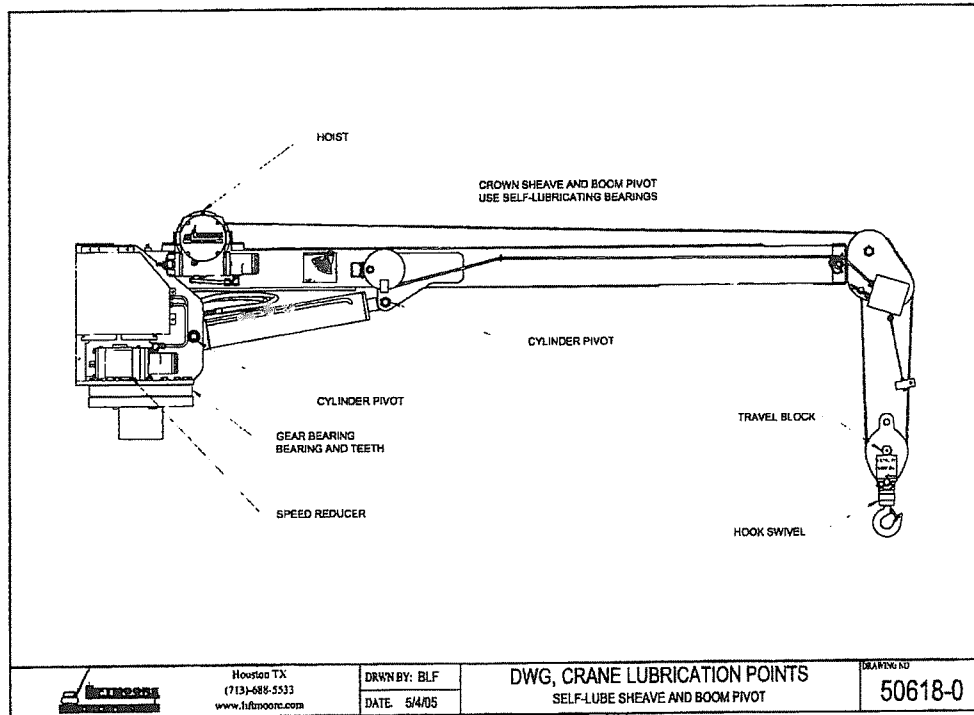 HOIST
CROWN SHEAVE AND BOOM PIVOT
USE SELF-LUBRICATING BEARINGS
CYLINDER PIVOT
CYLINDER PIVOT
TRAVEL BLOCK
GEAR BEARING
BEARING AND TEETH
SPEED REDUCER
HOOK SWIVEL
LIFTMOORE
Houston TX
(713)-688-5533
www.liftmoore.com
DRWN BY: BLF
DATE. 5/4/05
DWG, CRANE LUBRICATION POINTS
SELF-LUBE SHEAVE AND BOOM PIVOT
DRAWING NO
50618-0